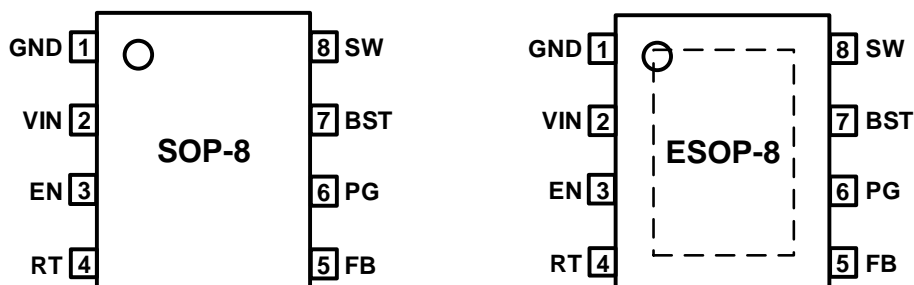 GND 1 8 SW GND 1 8 SW
VIN 2 7 BST VIN 2 7 BST
SOP-8 ESOP-8
EN 3 6 PG EN 3 6 PG
RT 4 5 FB RT 4 5 FB